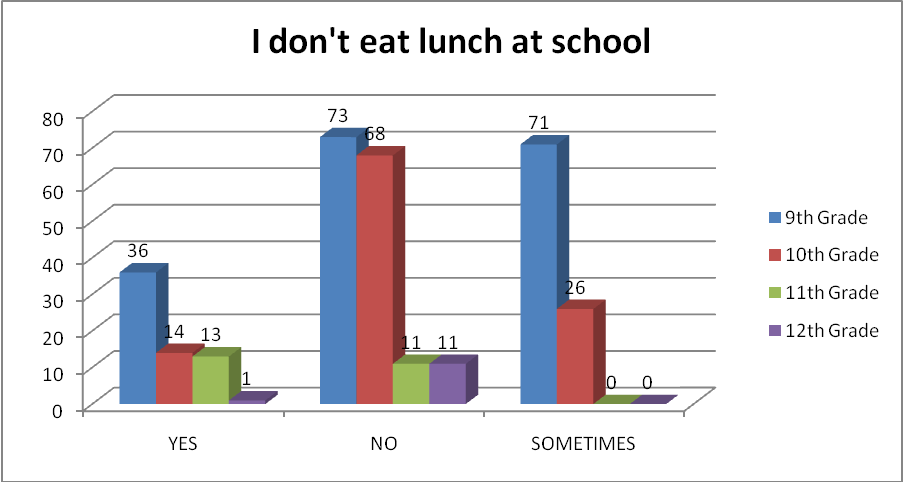 I don't eat lunch at school
80
70
60
50
40
30
20
10
0
36
14
13
1
73
68
11
11
71
26
0
0
YES
NO
SOMETIMES
9th Grade
10th Grade
11th Grade
12th Grade